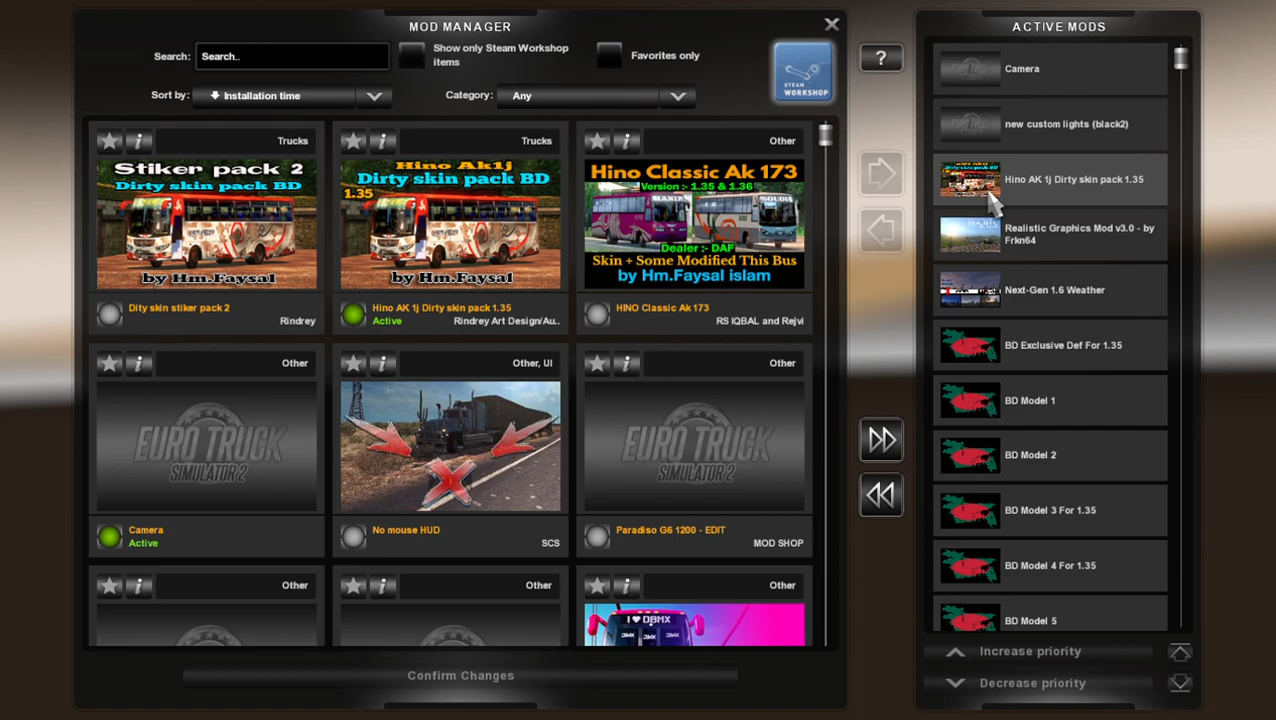 MOD MANAGER
Search:
Search..
Show only Steam Workshop
items
Favorites only
STEAM
WORKSHOP
Sort by:
Installation time
Category:
Any
Trucks
Stiker pack 2
Dirty skin pack BD
by Hm.Faysal
Dity skin stiker pack 2
Rindrey
Trucks
Hino Ak1j
Dirty skin pack BD
1.35
by Hm.Faysal
Hino AK 1j Dirty skin pack 1.35
Active
Rindrey Art Design/Au..
Other
Hino Classic Ak 173
Version :- 1.35 & 1.36
Dealer :- DAF
Skin + Some Modified This Bus
by Hm.Faysal islam
HINO Classic Ak 173
RS IQBAL and Rejvi
Other
EURO TRUCK
SIMULATOR 2
Camera
Active
Other, UI
No mouse HUD
SCS
Other
EURO TRUCK
SIMULATOR 2
Paradiso G6 1200 - EDIT
MOD SHOP
Other
Other
Other
I ♥ DBMX
DBMX
DBMX
DBMX
Confirm Changes
?
ACTIVE MODS
Camera
new custom lights (black2)
Hino AK 1j Dirty skin pack 1.35
Realistic Graphics Mod v3.0 - by
Frkn64
Next-Gen 1.6 Weather
BD Exclusive Def For 1.35
BD Model 1
BD Model 2
BD Model 3 For 1.35
BD Model 4 For 1.35
BD Model 5
Increase priority
Decrease priority